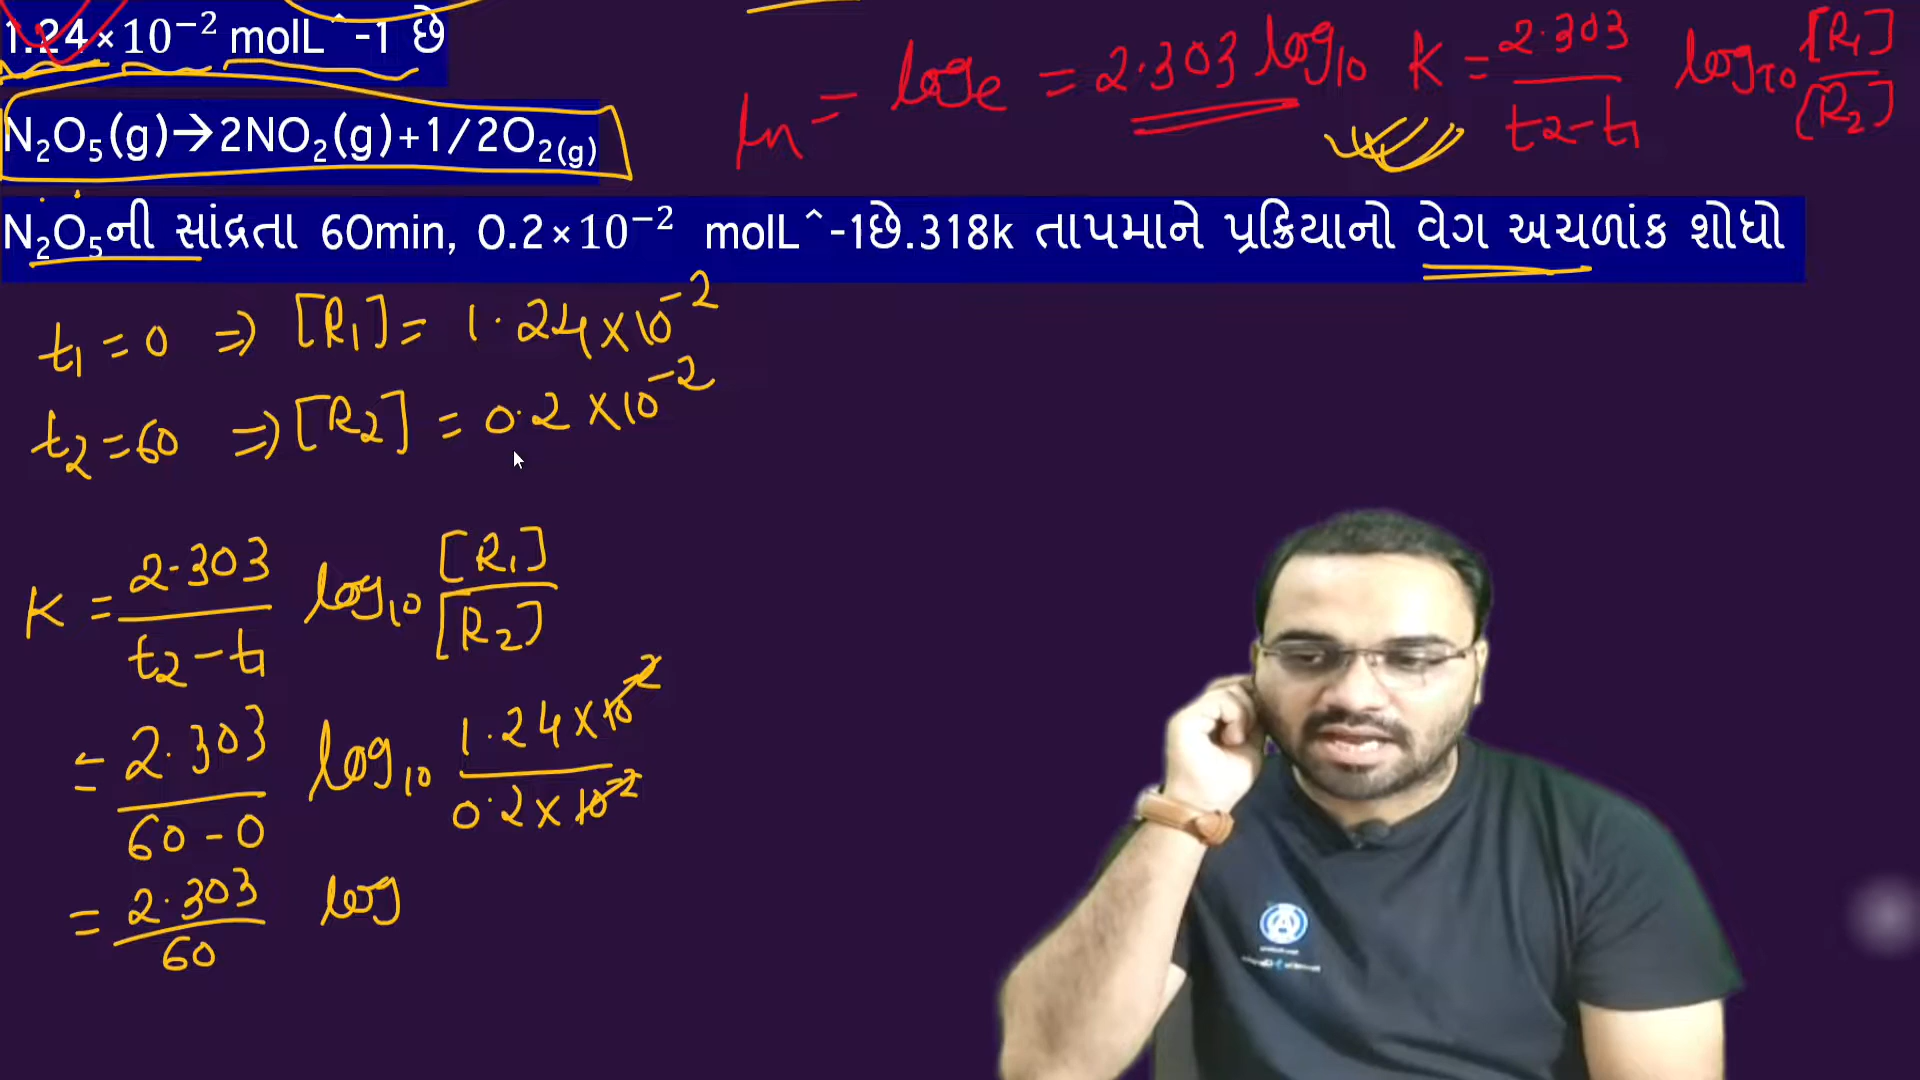 1.24×10⁻² molL^-1 છે
ln = logₑ = 2.303 log₁₀ K = 2.303/(t₂-t₁) log₁₀ [R₁]/[R₂]
N₂O₅(g)→2NO₂(g)+1/2O₂(g)
N₂O₅ની સાંદ્રતા 60min, 0.2×10⁻² molL^-1છે.318k તાપમાને પ્રક્રિયાનો વેગ અચળાંક શોધો
t₁ = 0 ⇒ [R₁] = 1.24×10⁻²
t₂ = 60 ⇒ [R₂] = 0.2×10⁻²
K = 2.303/(t₂-t₁) log₁₀ [R₁]/[R₂]
= 2.303/(60-0) log₁₀ 1.24×10⁻²/0.2×10⁻²
= 2.303/60 log